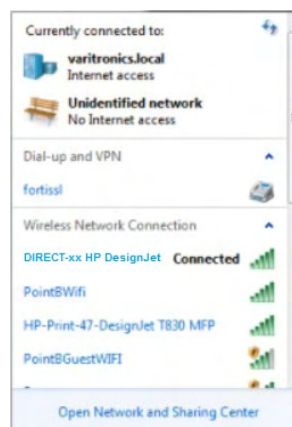 Currently connected to:
varitronics.local
Internet access
Unidentified network
No Internet access
Dial-up and VPN
fortissl
Wireless Network Connection
DIRECT-xx HP DesignJet Connected
PointBWifi
HP-Print-47-DesignJet T830 MFP
PointBGuestWIFI
Open Network and Sharing Center